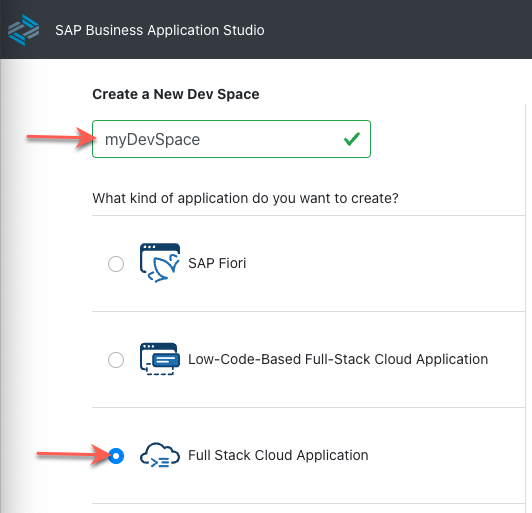 SAP Business Application Studio
Create a New Dev Space
myDevSpace
What kind of application do you want to create?
SAP Fiori
Low-Code-Based Full-Stack Cloud Application
Full Stack Cloud Application